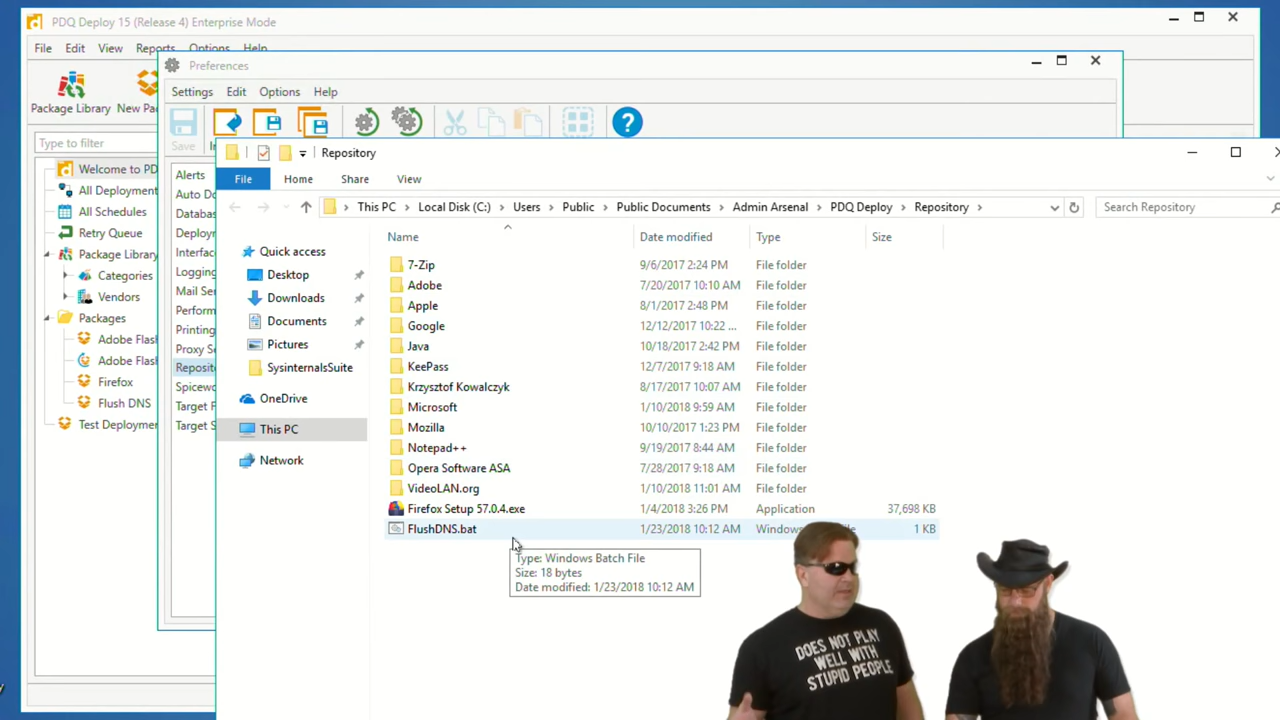 PDQ Deploy 15 (Release 4) Enterprise Mode
File Edit View Reports Options Help
Package Library New Pa
Type to filter
Welcome to PD
All Deployment
All Schedules
Retry Queue
Package Library
Categories
Vendors
Packages
Adobe Flas
Adobe Flas
Firefox
Flush DNS
Test Deployme
Preferences
Settings Edit Options Help
Save
Alerts
Auto Do
Databas
Deploym
Interfac
Logging
Mail Ser
Perform
Printing
Proxy Se
Reposit
Spicewo
Target F
Target S
Repository
File Home Share View
This PC Local Disk (C:) Users Public Public Documents Admin Arsenal PDQ Deploy Repository
Search Repository
Quick access
Desktop
Downloads
Documents
Pictures
SysinternalsSuite
OneDrive
This PC
Network
Name Date modified Type Size
7-Zip 9/6/2017 2:24 PM File folder
Adobe 7/20/2017 10:10 AM File folder
Apple 8/1/2017 2:48 PM File folder
Google 12/12/2017 10:22 ... File folder
Java 10/18/2017 2:42 PM File folder
KeePass 12/7/2017 9:18 AM File folder
Krzysztof Kowalczyk 8/17/2017 10:07 AM File folder
Microsoft 1/10/2018 9:59 AM File folder
Mozilla 10/10/2017 1:23 PM File folder
Notepad++ 9/19/2017 8:44 AM File folder
Opera Software ASA 7/28/2017 9:18 AM File folder
VideoLAN.org 1/10/2018 11:01 AM File folder
Firefox Setup 57.0.4.exe 1/4/2018 3:26 PM Application 37,698 KB
FlushDNS.bat 1/23/2018 10:12 AM Windows 1 KB
Type: Windows Batch File
Size: 18 bytes
Date modified: 1/23/2018 10:12 AM
DOES NOT PLAY
WELL WITH
STUPID PEOPLE